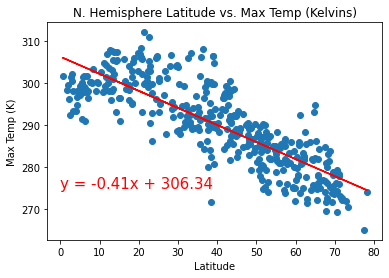 N. Hemisphere Latitude vs. Max Temp (Kelvins)
Max Temp (K)
310
300
290
280
270
y = -0.41x + 306.34
0 10 20 30 40 50 60 70 80
Latitude